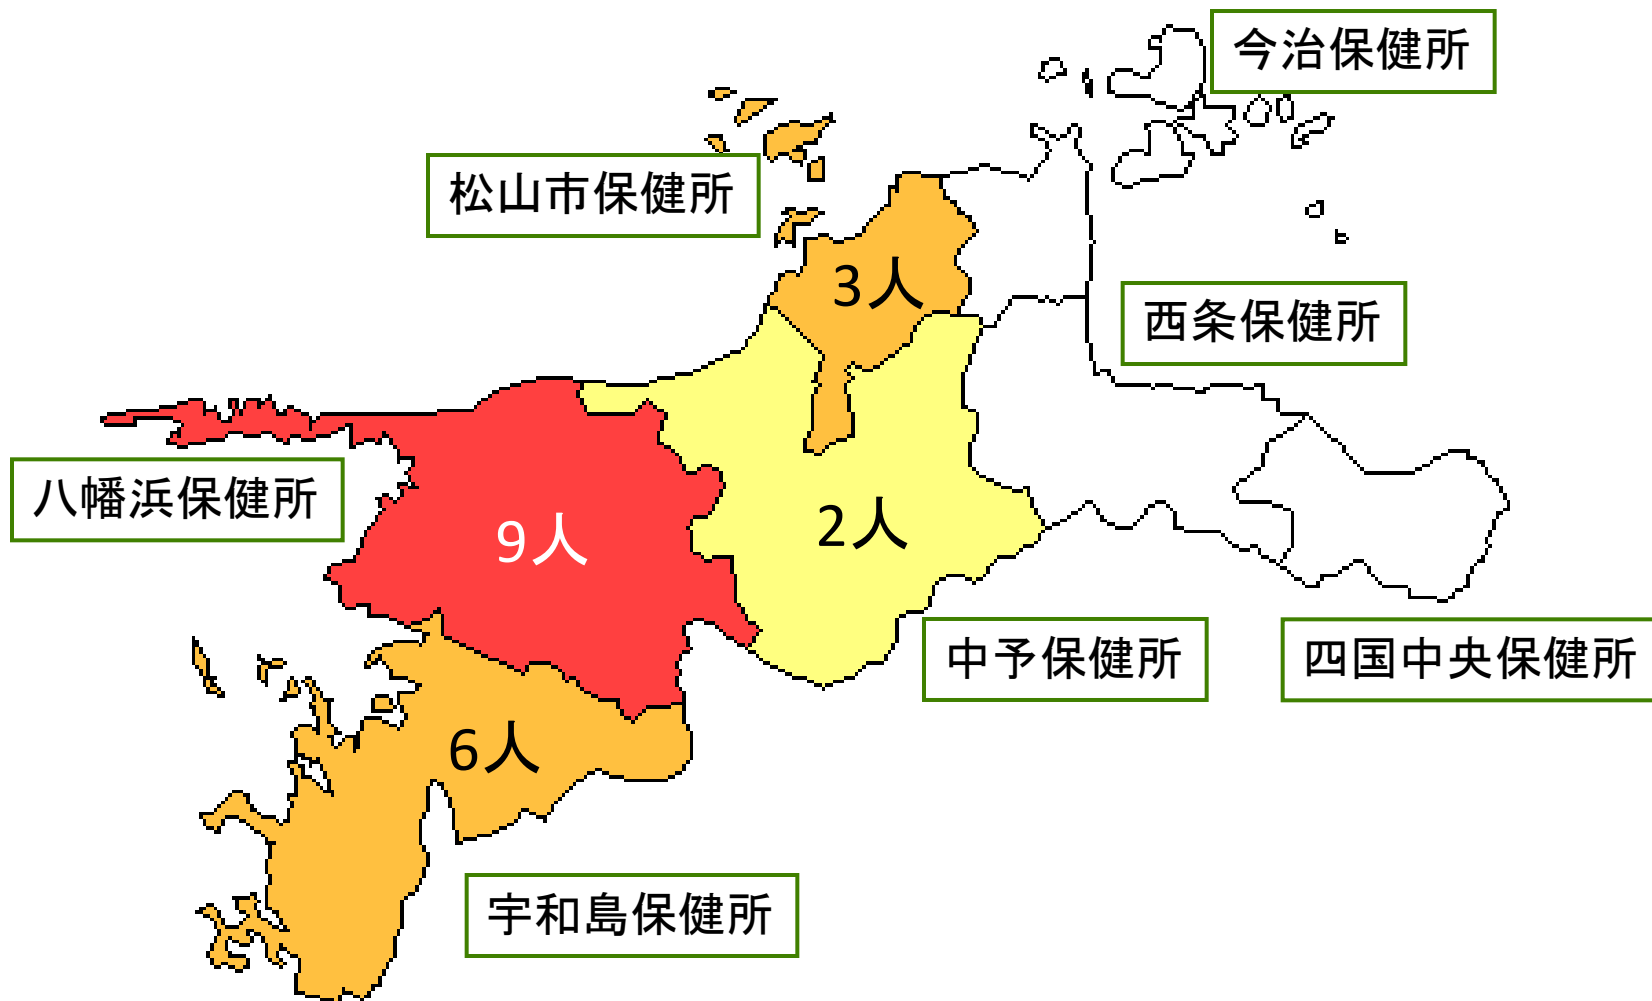 今治保健所
松山市保健所
3人
西条保健所
八幡浜保健所
9人
2人
中予保健所
四国中央保健所
6人
宇和島保健所